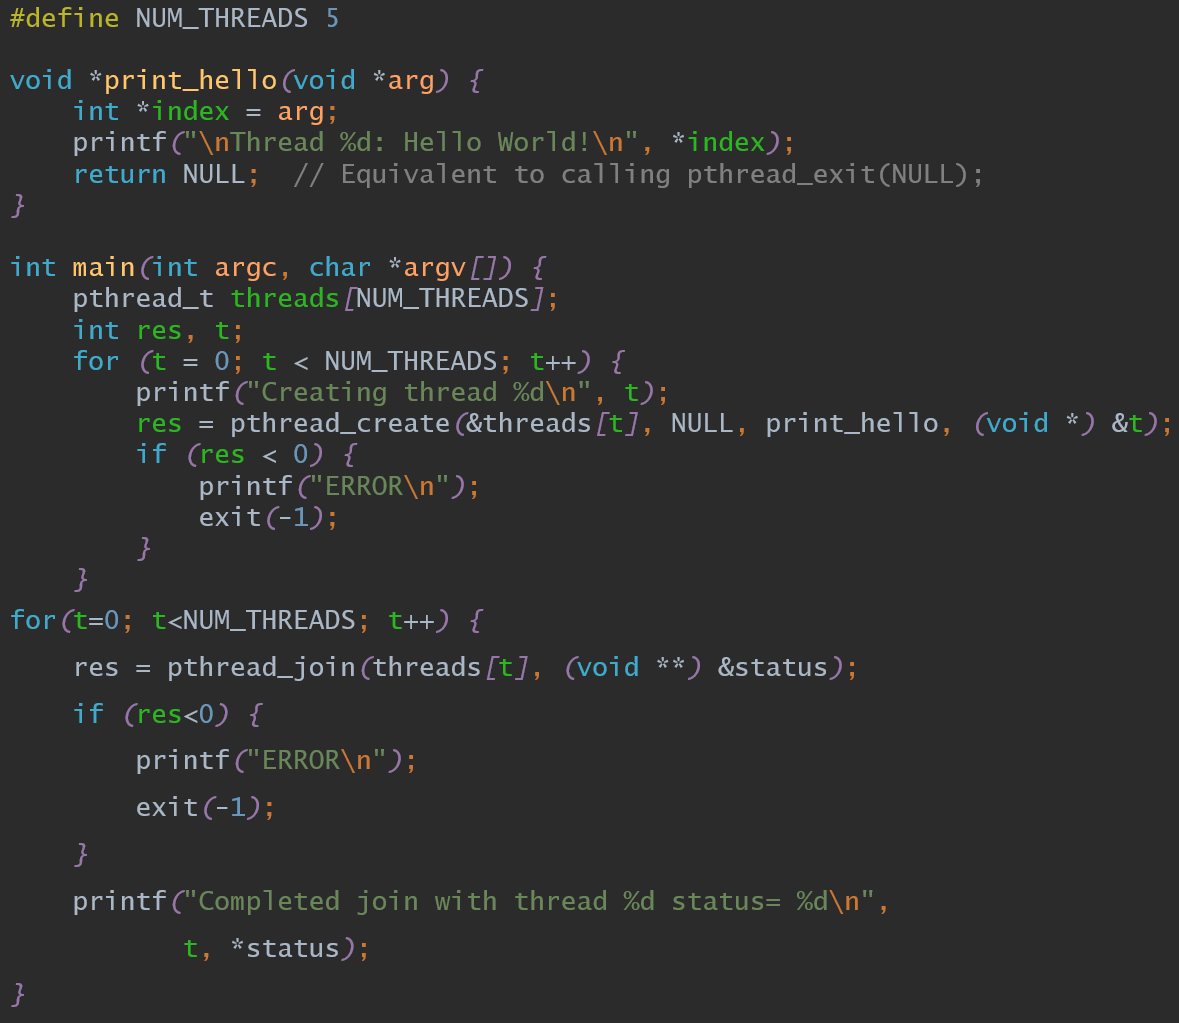 #define NUM_THREADS 5
void *print_hello(void *arg) {
    int *index = arg;
    printf("\nThread %d: Hello World!\n", *index);
    return NULL;  // Equivalent to calling pthread_exit(NULL);
}
int main(int argc, char *argv[]) {
    pthread_t threads[NUM_THREADS];
    int res, t;
    for (t = 0; t < NUM_THREADS; t++) {
        printf("Creating thread %d\n", t);
        res = pthread_create(&threads[t], NULL, print_hello, (void *) &t);
        if (res < 0) {
            printf("ERROR\n");
            exit(-1);
        }
    }
for(t=0; t<NUM_THREADS; t++) {
    res = pthread_join(threads[t], (void **) &status);
    if (res<0) {
        printf("ERROR\n");
        exit(-1);
    }
    printf("Completed join with thread %d status= %d\n",
           t, *status);
}